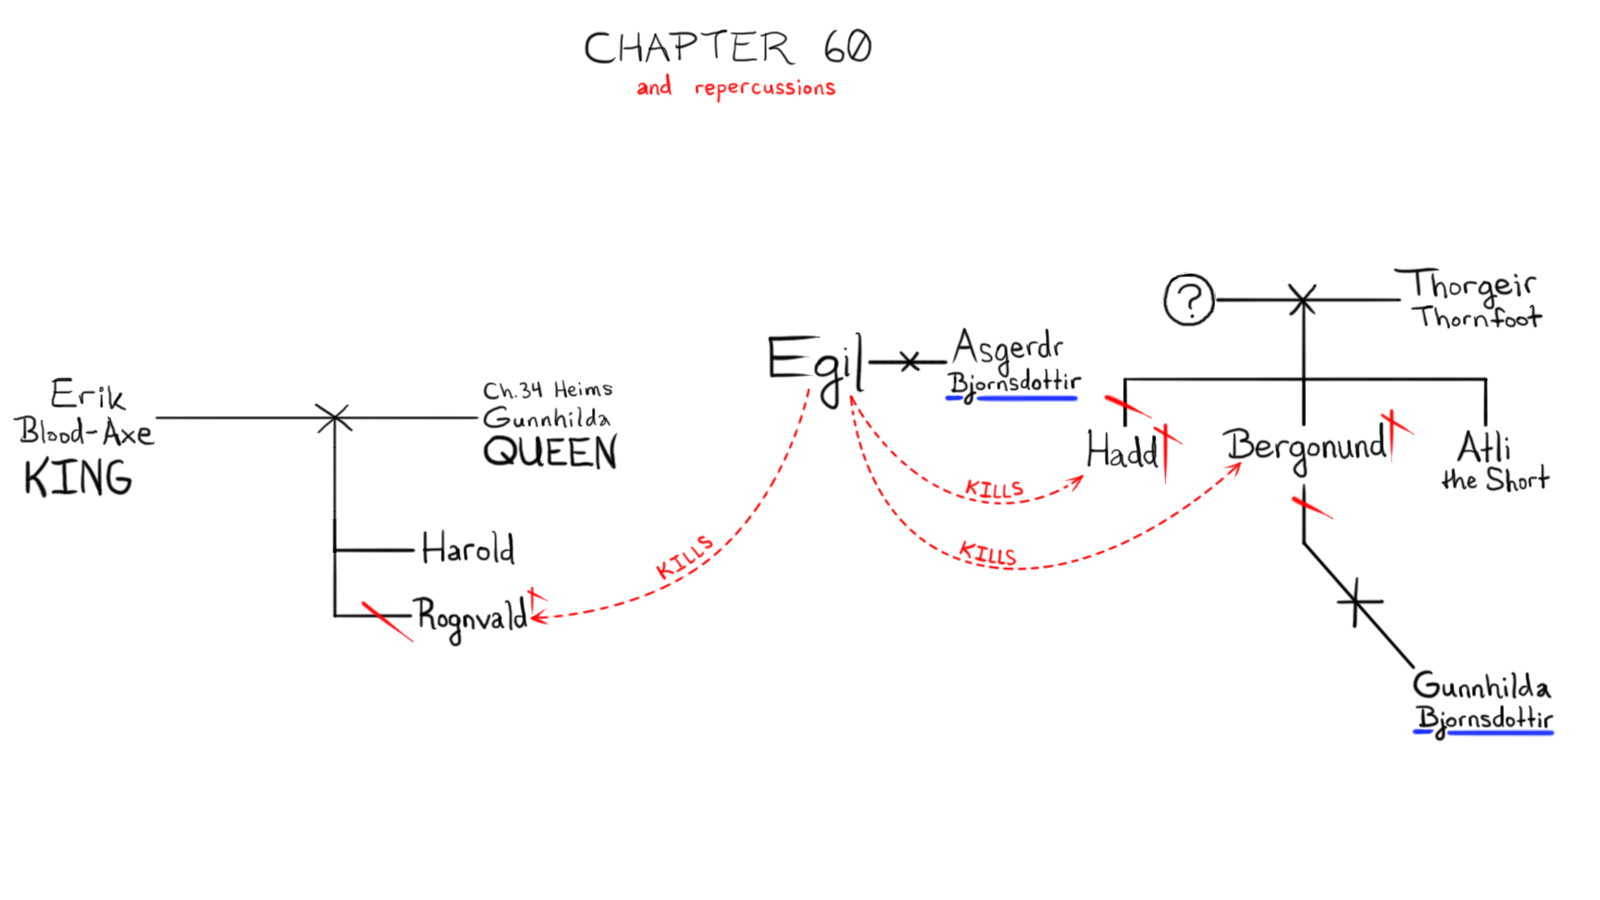 CHAPTER 60
and repercussions
Erik
Blood-Axe
KING
Ch.34 Heims
Gunnhilda
QUEEN
Harold
Rognvald
KILLS
Egil
Asgerdr
Bjornsdottir
KILLS
KILLS
?
Thorgeir
Thornfoot
Hadd
Bergonund
Atli
the Short
Gunnhilda
Bjornsdottir